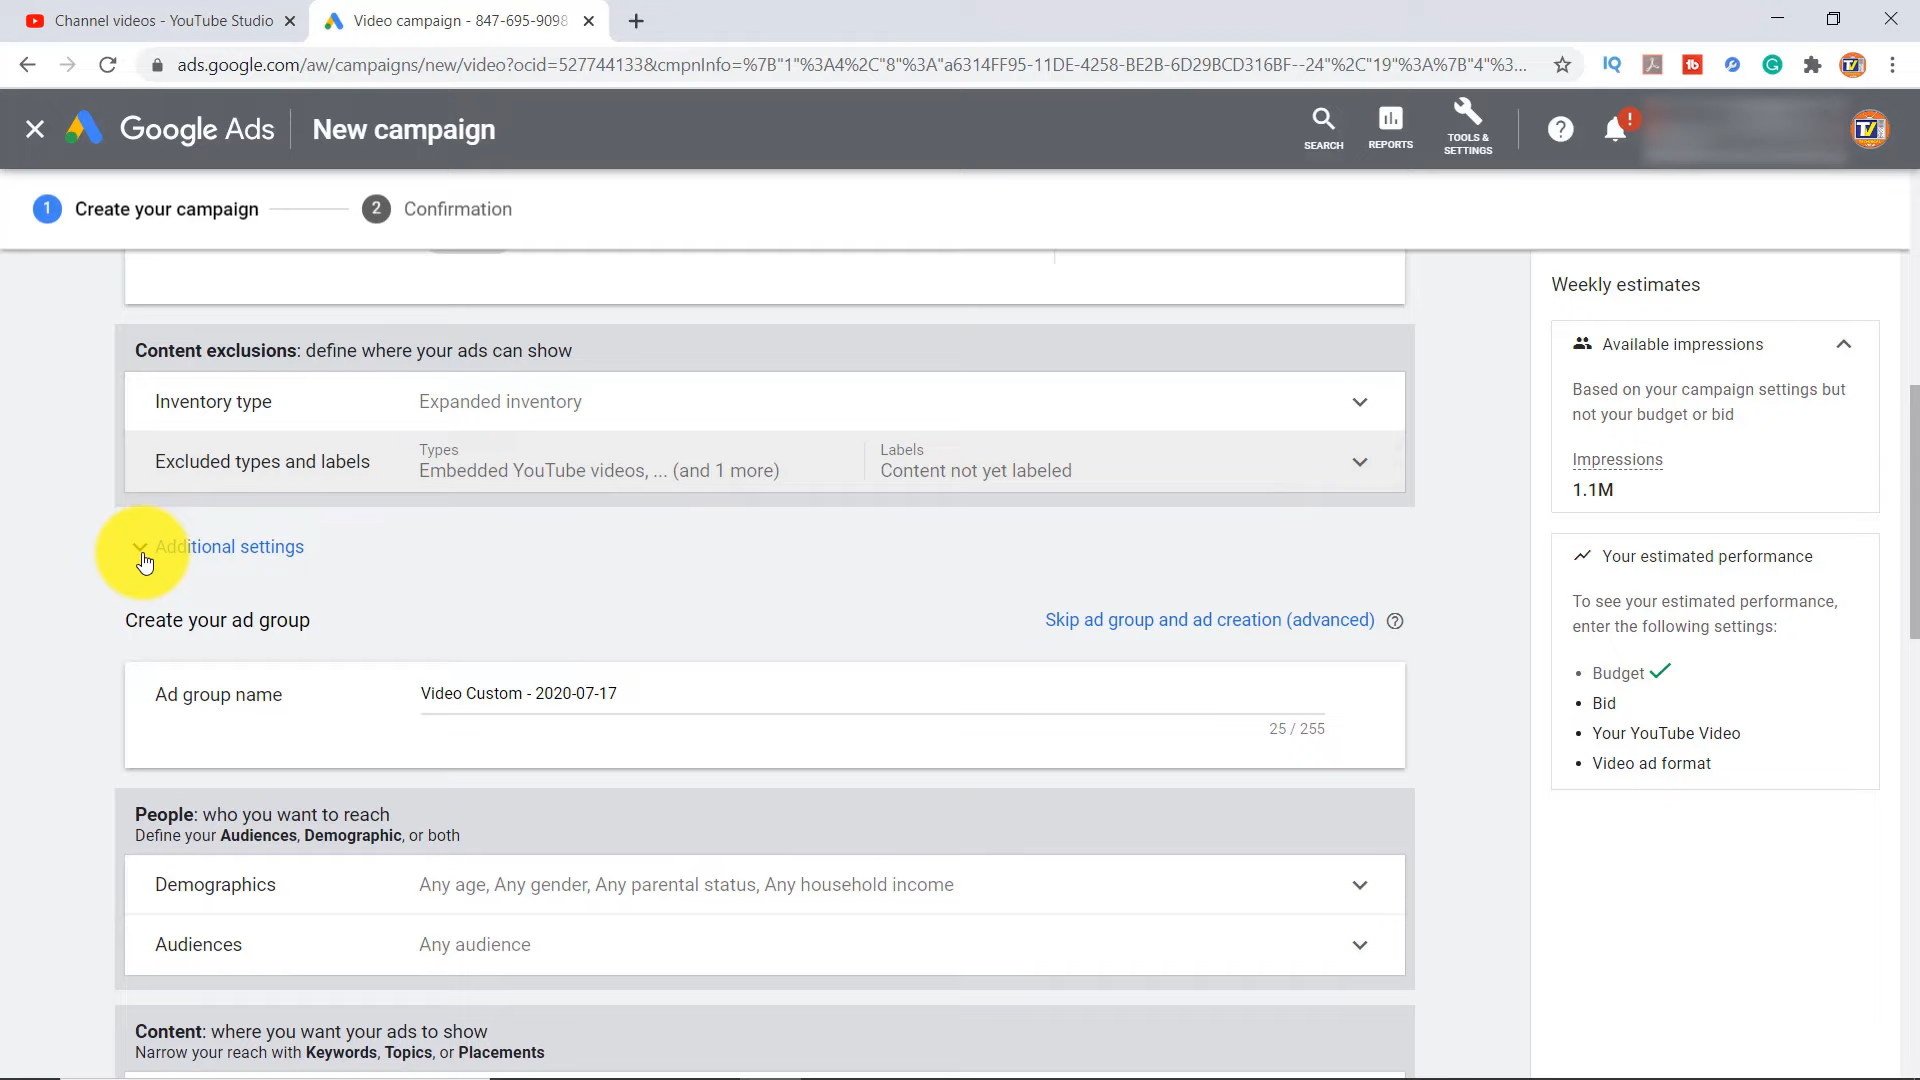 Channel videos - YouTube Studio
Video campaign - 847-695-9098
ads.google.com/aw/campaigns/new/video?ocid=527744133&cmpnInfo=%7B"1"%3A4%2C"8"%3A"a6314FF95-11DE-4258-BE2B-6D29BCD316BF--24"%2C"19"%3A%7B"4"%3...
Google Ads
New campaign
SEARCH
REPORTS
TOOLS &
SETTINGS
1 Create your campaign
2 Confirmation
Content exclusions: define where your ads can show
Inventory type
Expanded inventory
Excluded types and labels
Types
Embedded YouTube videos, ... (and 1 more)
Labels
Content not yet labeled
Additional settings
Create your ad group
Skip ad group and ad creation (advanced)
Ad group name
Video Custom - 2020-07-17
25 / 255
People: who you want to reach
Define your Audiences, Demographic, or both
Demographics
Any age, Any gender, Any parental status, Any household income
Audiences
Any audience
Content: where you want your ads to show
Narrow your reach with Keywords, Topics, or Placements
Weekly estimates
Available impressions
Based on your campaign settings but
not your budget or bid
Impressions
1.1M
Your estimated performance
To see your estimated performance,
enter the following settings:
• Budget
• Bid
• Your YouTube Video
• Video ad format